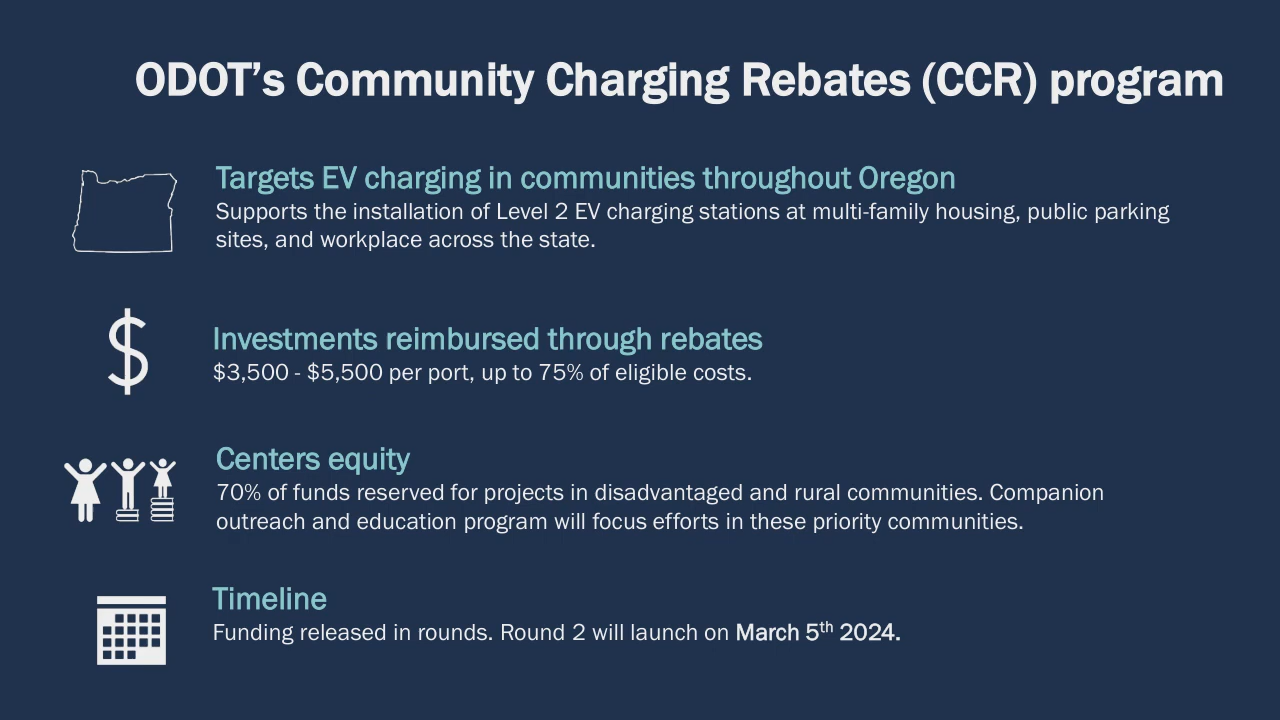 ODOT’s Community Charging Rebates (CCR) program
Targets EV charging in communities throughout Oregon
Supports the installation of Level 2 EV charging stations at multi-family housing, public parking
sites, and workplace across the state.
Investments reimbursed through rebates
$3,500 - $5,500 per port, up to 75% of eligible costs.
Centers equity
70% of funds reserved for projects in disadvantaged and rural communities. Companion
outreach and education program will focus efforts in these priority communities.
Timeline
Funding released in rounds. Round 2 will launch on March 5th 2024.